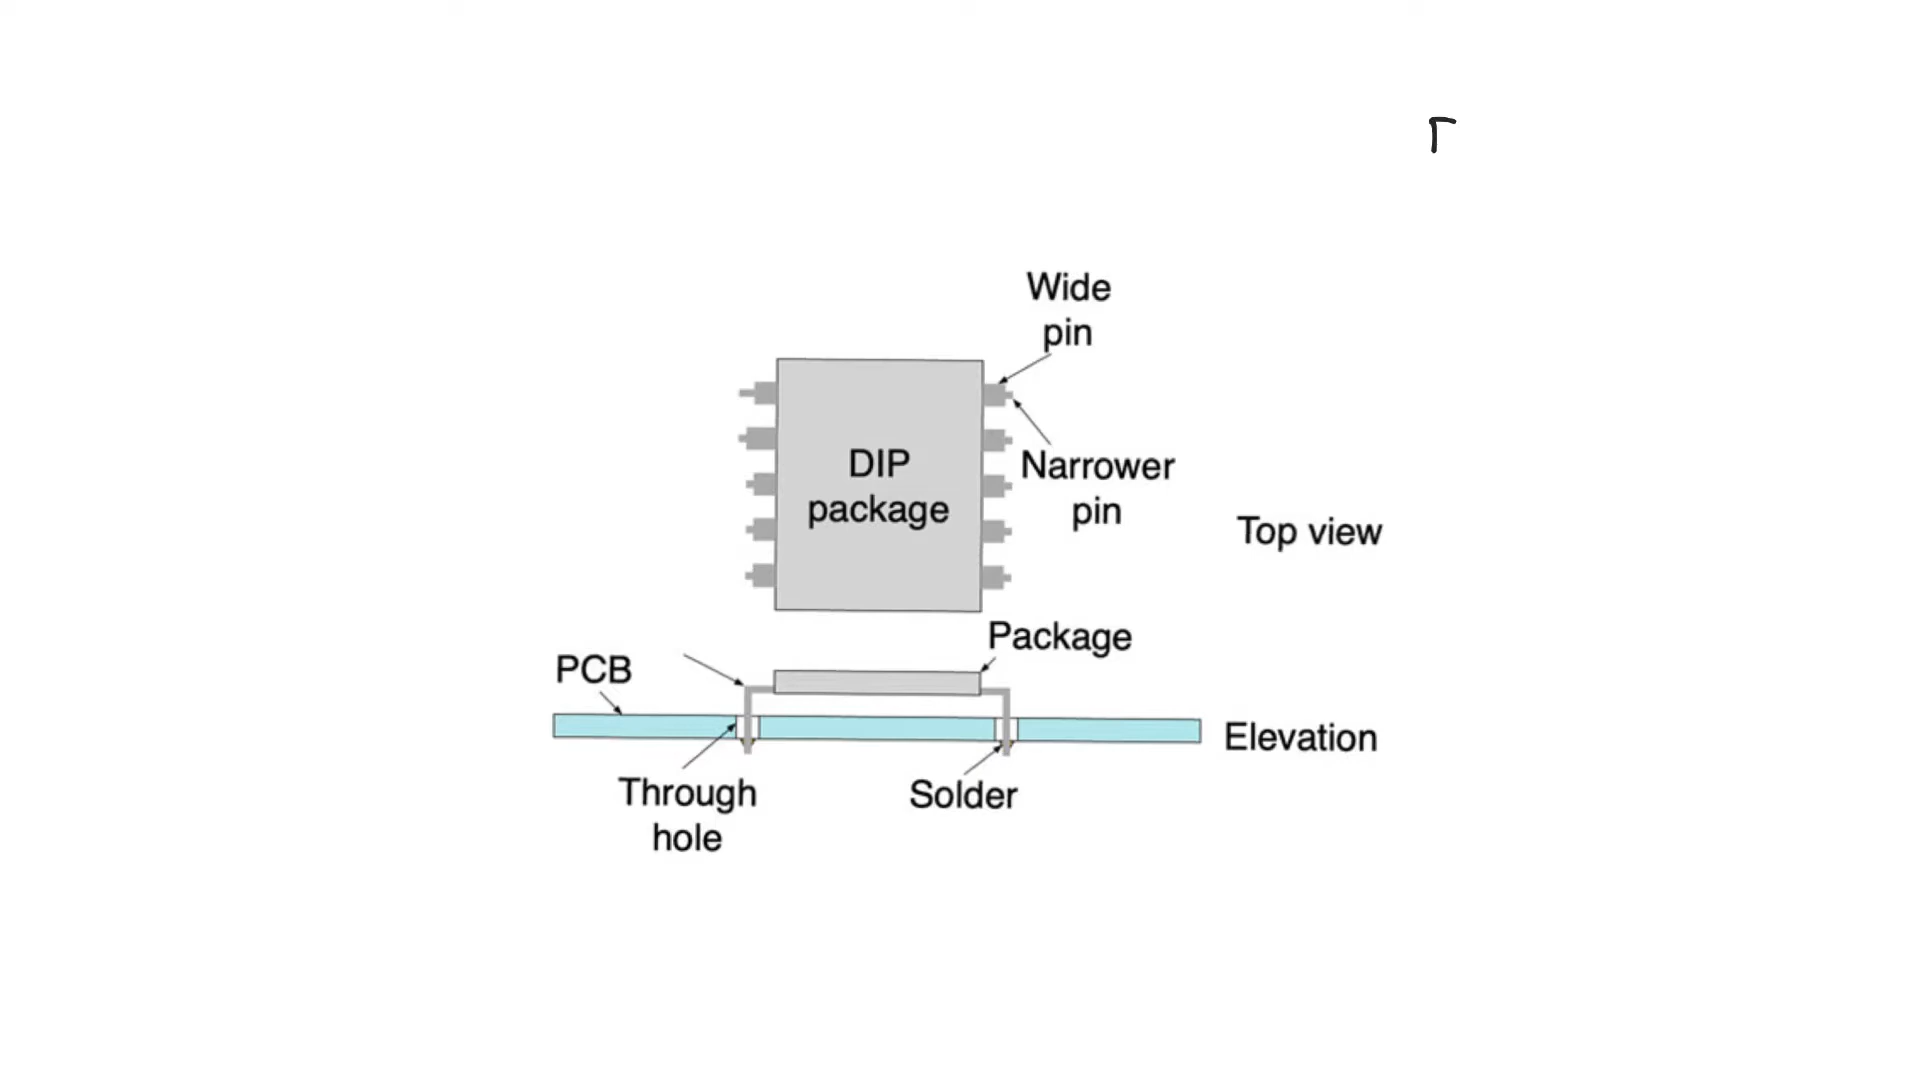 Wide
pin
DIP
package
Narrower
pin
Top view
Package
PCB
Elevation
Through
hole
Solder